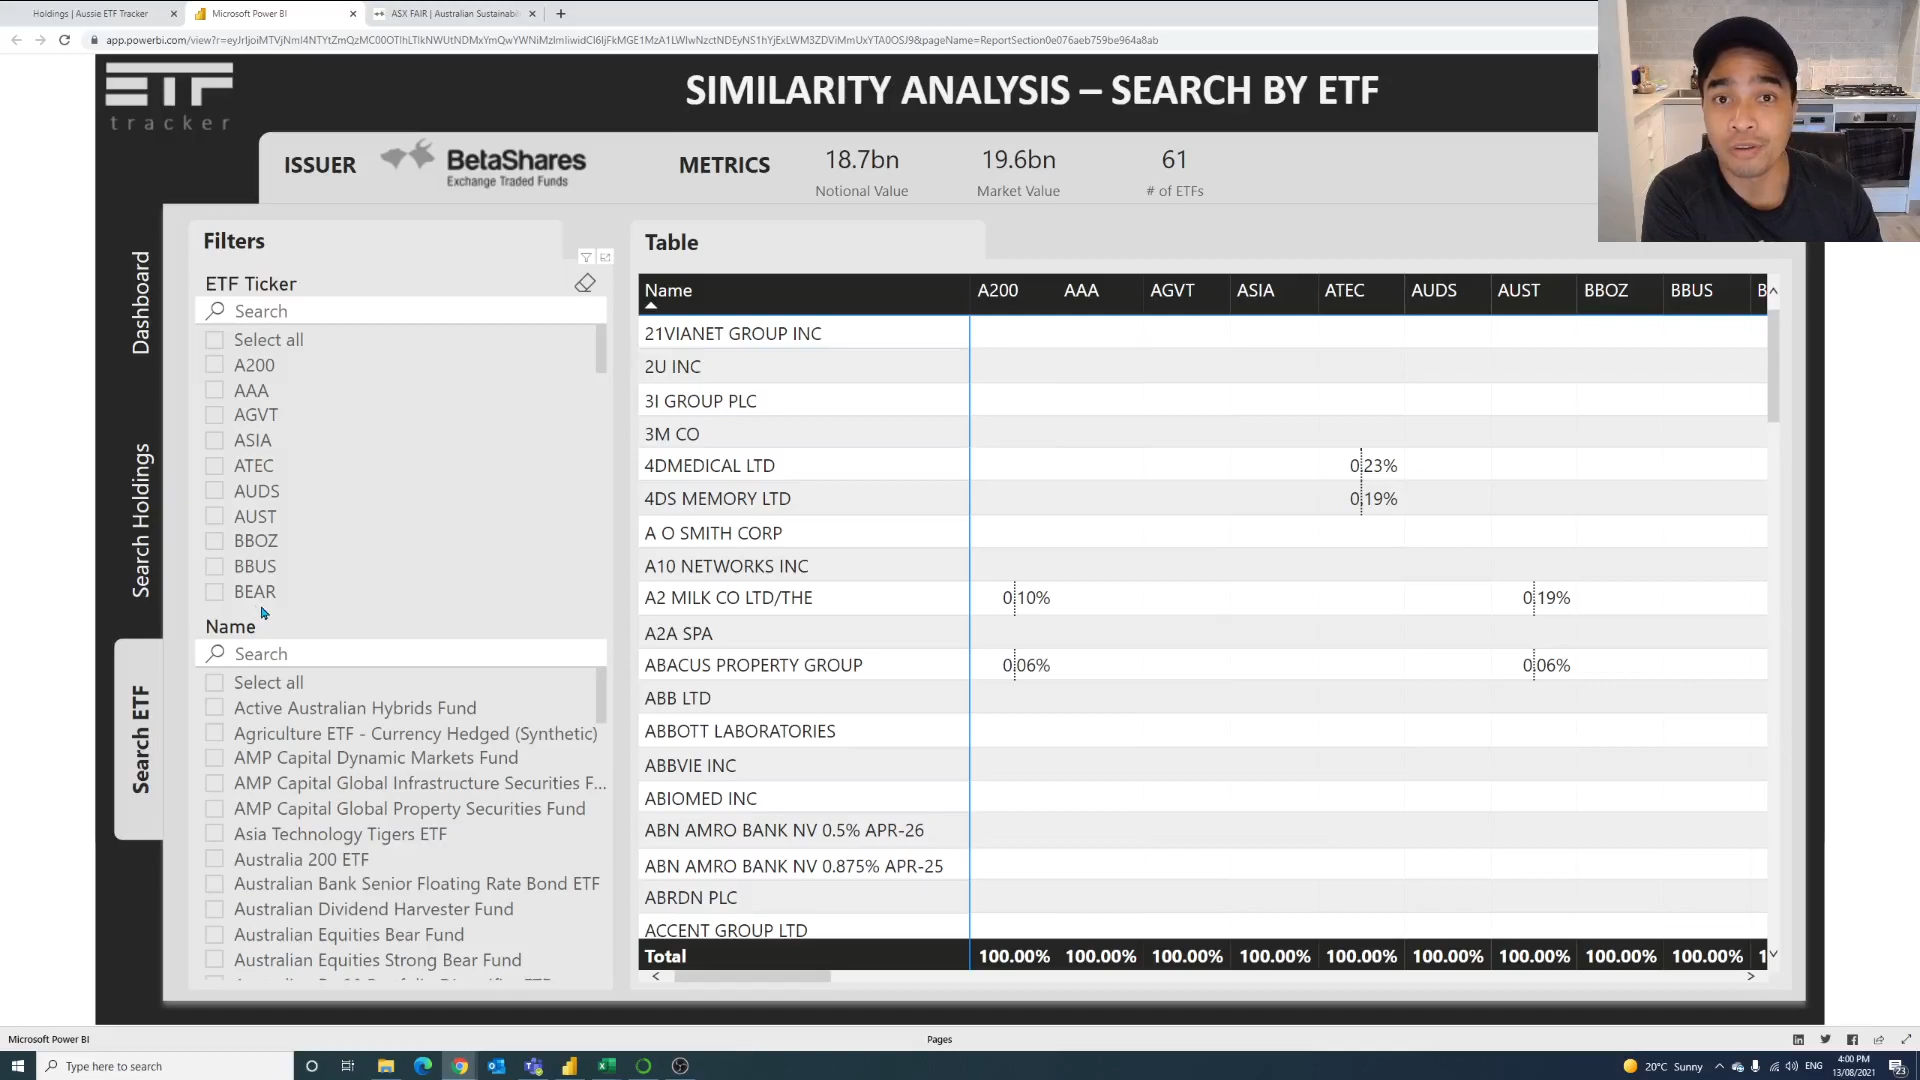 Holdings | Aussie ETF Tracker
Microsoft Power BI
ASX FAIR | Australian Sustainabil
SIMILARITY ANALYSIS – SEARCH BY ETF
ETF
tracker
ISSUER
BetaShares
Exchange Traded Funds
METRICS
18.7bn
Notional Value
19.6bn
Market Value
61
# of ETFs
Dashboard
Search Holdings
Search ETF
Filters
ETF Ticker
Search
Select all
A200
AAA
AGVT
ASIA
ATEC
AUDS
AUST
BBOZ
BBUS
BEAR
Name
Search
Select all
Active Australian Hybrids Fund
Agriculture ETF - Currency Hedged (Synthetic)
AMP Capital Dynamic Markets Fund
AMP Capital Global Infrastructure Securities F...
AMP Capital Global Property Securities Fund
Asia Technology Tigers ETF
Australia 200 ETF
Australian Bank Senior Floating Rate Bond ETF
Australian Dividend Harvester Fund
Australian Equities Bear Fund
Australian Equities Strong Bear Fund
Table
Name A200 AAA AGVT ASIA ATEC AUDS AUST BBOZ BBUS B
21VIANET GROUP INC
2U INC
3I GROUP PLC
3M CO
4DMEDICAL LTD 0.23%
4DS MEMORY LTD 0.19%
A O SMITH CORP
A10 NETWORKS INC
A2 MILK CO LTD/THE 0.10% 0.19%
A2A SPA
ABACUS PROPERTY GROUP 0.06% 0.06%
ABB LTD
ABBOTT LABORATORIES
ABBVIE INC
ABIOMED INC
ABN AMRO BANK NV 0.5% APR-26
ABN AMRO BANK NV 0.875% APR-25
ABRDN PLC
ACCENT GROUP LTD
Total 100.00% 100.00% 100.00% 100.00% 100.00% 100.00% 100.00% 100.00% 100.00% 1
Microsoft Power BI
Pages
Type here to search
20°C Sunny
ENG
4:00 PM
13/08/2021
23